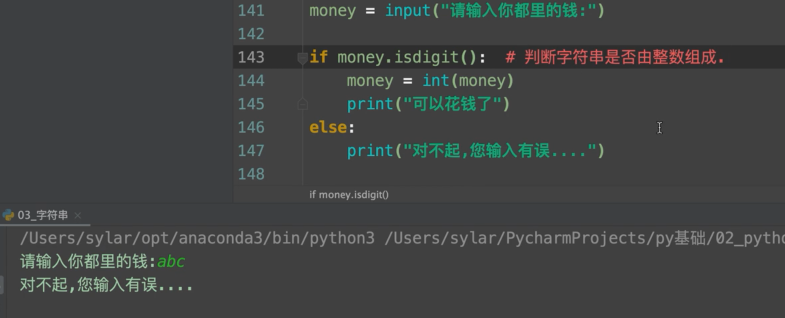 141 money = input("请输入你都里的钱:")
142
143 if money.isdigit():  # 判断字符串是否由整数组成.
144     money = int(money)
145     print("可以花钱了")
146 else:
147     print("对不起,您输入有误....")
148
if money.isdigit()
03_字符串 ×
/Users/sylar/opt/anaconda3/bin/python3 /Users/sylar/PycharmProjects/py基础/02_pytho
请输入你都里的钱:abc
对不起,您输入有误....